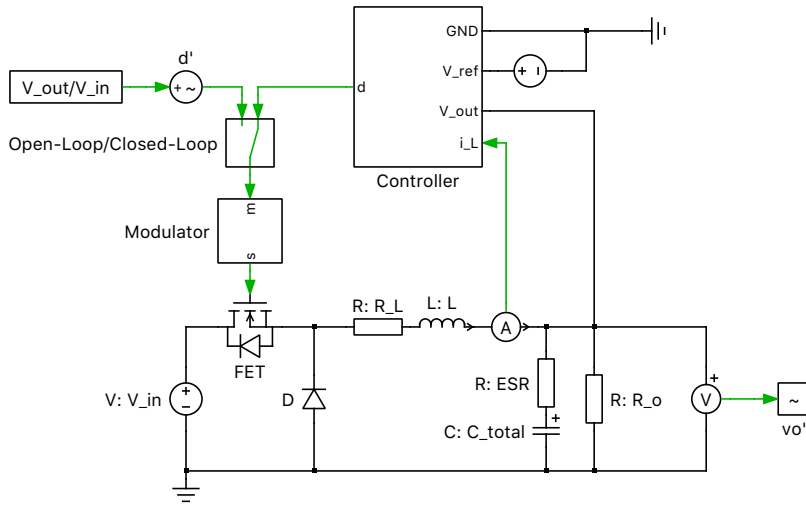 d'
V_out/V_in
+ ~
Open-Loop/Closed-Loop
d
GND
V_ref
V_out
i_L
+ -
Controller
m
Modulator
s
FET
R: R_L
L: L
A
V: V_in
+
-
D
R: ESR
+
C: C_total
R: R_o
+
V
~
vo'